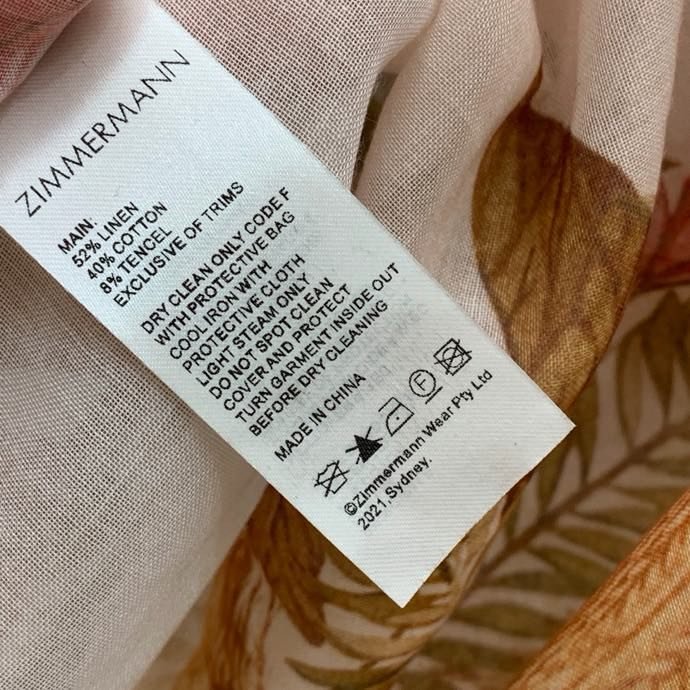 ZIMMERMANN
MAIN:
52% LINEN
40% COTTON
8% TENCEL
EXCLUSIVE OF TRIMS
DRY CLEAN ONLY CODE F
WITH PROTECTIVE BAG
COOL IRON WITH
PROTECTIVE CLOTH
LIGHT STEAM ONLY
DO NOT SPOT CLEAN
COVER AND PROTECT
TURN GARMENT INSIDE OUT
BEFORE DRY CLEANING
MADE IN CHINA
F
©Zimmermann Wear Pty Ltd
2021,Sydney.